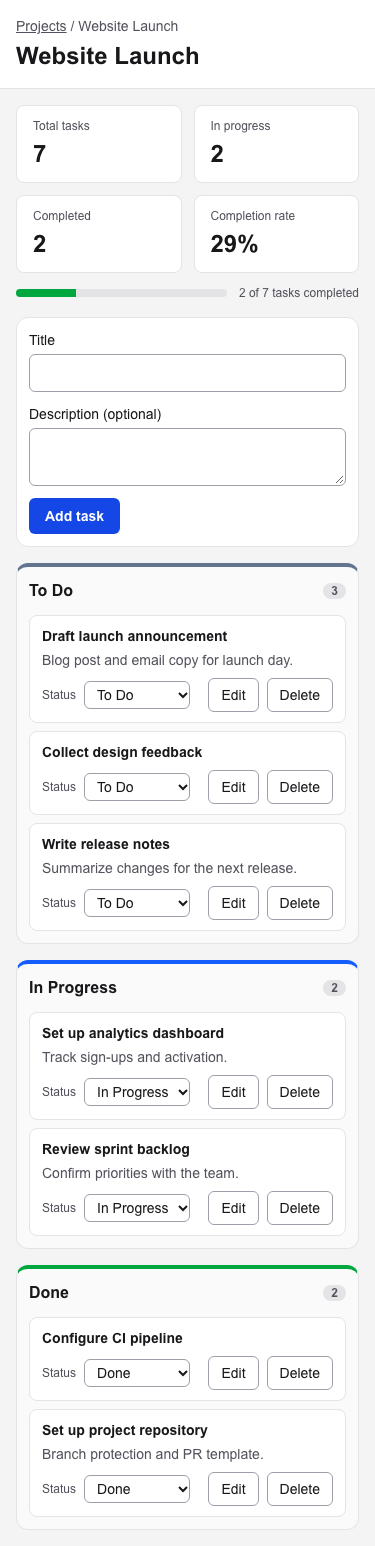 Projects / Website Launch
Website Launch
Total tasks
7
In progress
2
Completed
2
Completion rate
29%
2 of 7 tasks completed
Title
Description (optional)
Add task
To Do
3
Draft launch announcement
Blog post and email copy for launch day.
Status To Do Edit Delete
Collect design feedback
Status To Do Edit Delete
Write release notes
Summarize changes for the next release.
Status To Do Edit Delete
In Progress
2
Set up analytics dashboard
Track sign-ups and activation.
Status In Progress Edit Delete
Review sprint backlog
Confirm priorities with the team.
Status In Progress Edit Delete
Done
2
Configure CI pipeline
Status Done Edit Delete
Set up project repository
Branch protection and PR template.
Status Done Edit Delete